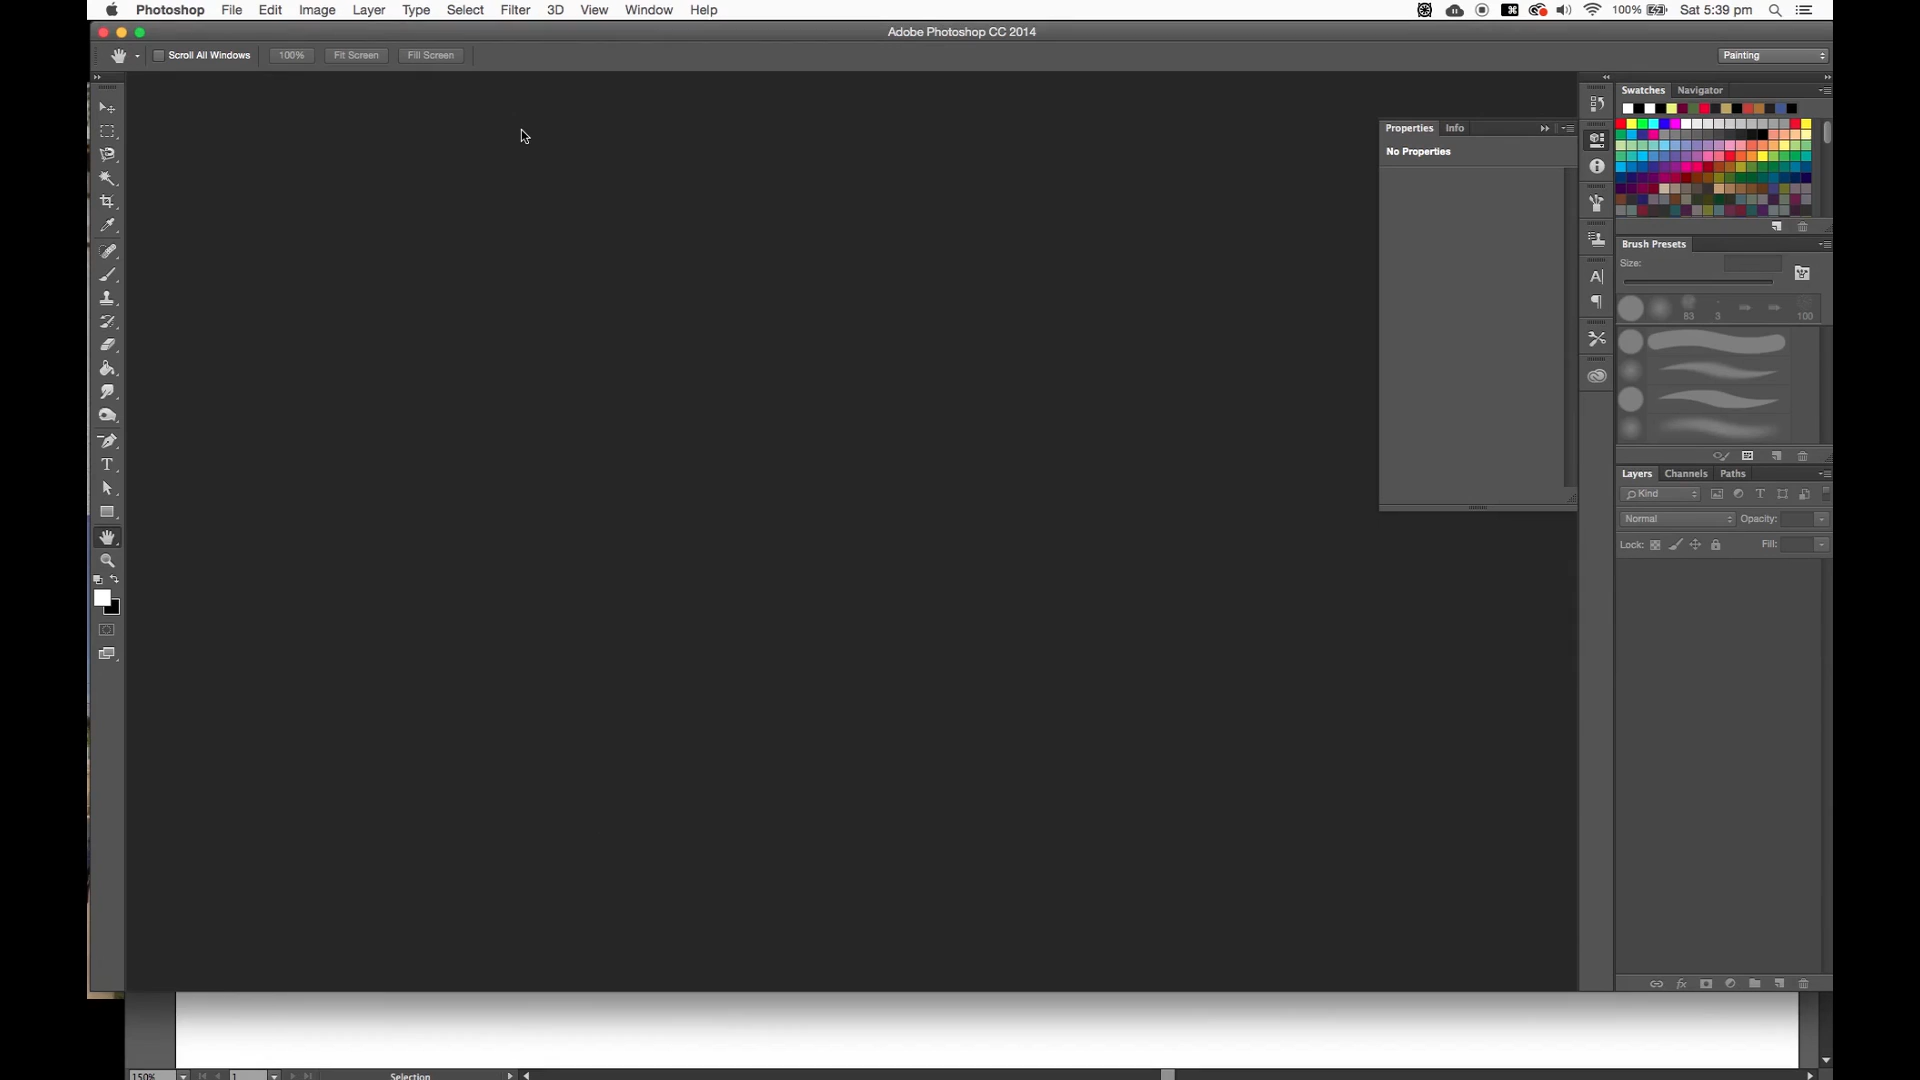 Photoshop File Edit Image Layer Type Select Filter 3D View Window Help 100% Sat 5:39 pm
Adobe Photoshop CC 2014
Scroll All Windows 100% Fit Screen Fill Screen Painting
Swatches Navigator
Properties Info
No Properties
Brush Presets
Size:
83 3 100
Layers Channels Paths
Kind
Normal Opacity:
Lock: Fill:
150% 1 Selection